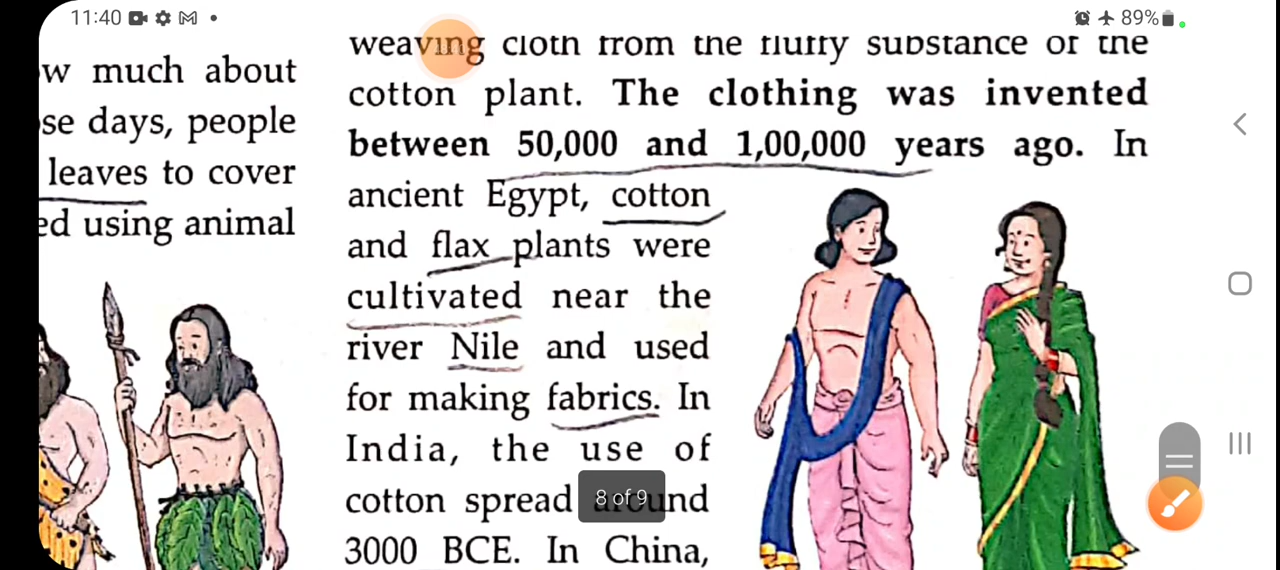 11:40
89%
w much about
se days, people
leaves to cover
ed using animal
weaving cloth from the fluffy substance of the
cotton plant. The clothing was invented
between 50,000 and 1,00,000 years ago. In
ancient Egypt, cotton
and flax plants were
cultivated near the
river Nile and used
for making fabrics. In
India, the use of
cotton spread around
3000 BCE. In China,
8 of 9